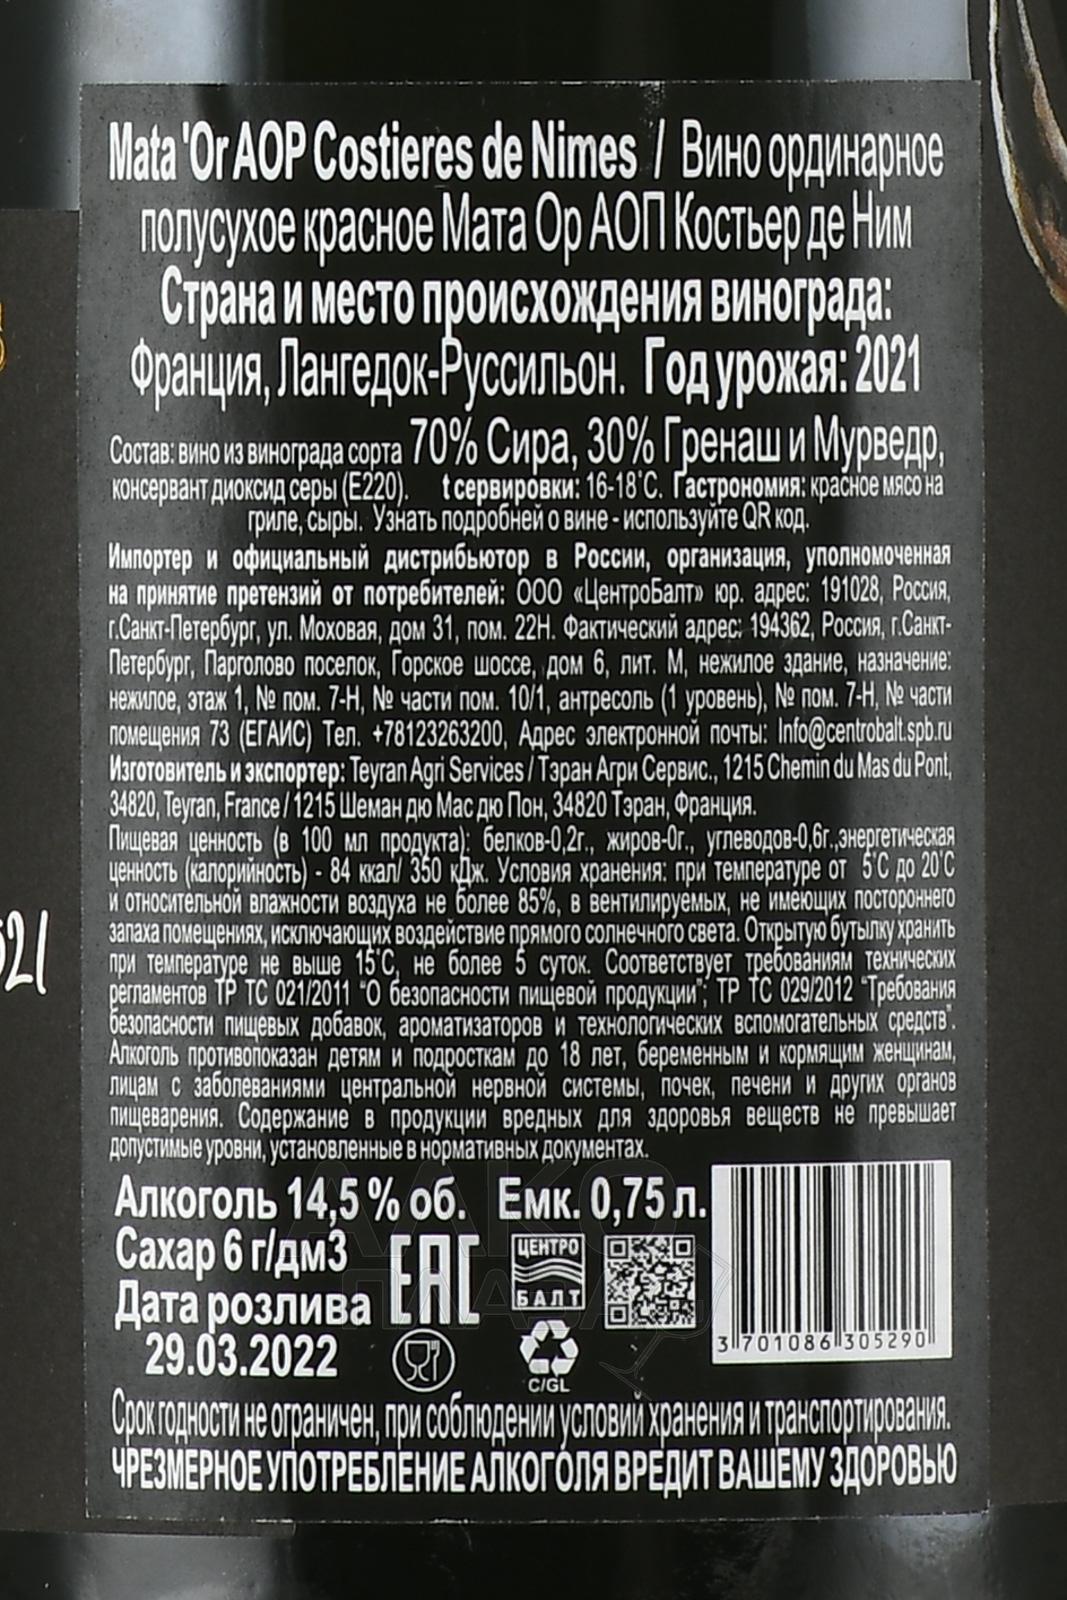 Mata 'Or AOP Costieres de Nimes / Вино ординарное
полусухое красное Мата Ор АОП Костьер де Ним
Страна и место происхождения винограда:
Франция, Лангедок-Руссильон. Год урожая: 2021
Состав: вино из винограда сорта 70% Сира, 30% Гренаш и Мурведр,
консервант диоксид серы (Е220). t сервировки: 16-18°С. Гастрономия: красное мясо на
гриле, сыры. Узнать подробней о вине - используйте QR код.
Импортер и официальный дистрибьютор в России, организация, уполномоченная
на принятие претензий от потребителей: ООО «ЦентроБалт» юр. адрес: 191028, Россия,
г.Санкт-Петербург, ул. Моховая, дом 31, пом. 22Н. Фактический адрес: 194362, Россия, г.Санкт-
Петербург, Парголово поселок, Горское шоссе, дом 6, лит. М, нежилое здание, назначение:
нежилое, этаж 1, № пом. 7-Н, № части пом. 10/1, антресоль (1 уровень), № пом. 7-Н, № части
помещения 73 (ЕГАИС) Тел. +78123263200, Адрес электронной почты: Info@centrobalt.spb.ru
Изготовитель и экспортер: Teyran Agri Services / Тэран Агри Сервис., 1215 Chemin du Mas du Pont,
34820, Teyran, France / 1215 Шеман дю Мас дю Пон, 34820 Тэран, Франция.
Пищевая ценность (в 100 мл продукта): белков-0,2г., жиров-0г., углеводов-0,6г.,энергетическая
ценность (калорийность) - 84 ккал/ 350 кДж. Условия хранения: при температуре от 5°С до 20°С
и относительной влажности воздуха не более 85%, в вентилируемых, не имеющих постороннего
запаха помещениях, исключающих воздействие прямого солнечного света. Открытую бутылку хранить
при температуре не выше 15°С, не более 5 суток. Соответствует требованиям технических
регламентов ТР ТС 021/2011 "О безопасности пищевой продукции"; ТР ТС 029/2012 "Требования
безопасности пищевых добавок, ароматизаторов и технологических вспомогательных средств".
Алкоголь противопоказан детям и подросткам до 18 лет, беременным и кормящим женщинам,
лицам с заболеваниями центральной нервной системы, почек, печени и других органов
пищеварения. Содержание в продукции вредных для здоровья веществ не превышает
допустимые уровни, установленные в нормативных документах.
Алкоголь 14,5 % об. Емк. 0,75 л.
Сахар 6 г/дм3
Дата розлива
29.03.2022
ЕАС
ЦЕНТРО
БАЛТ
C/GL
3 701086 305290
Срок годности не ограничен, при соблюдении условий хранения и транспортирования.
ЧРЕЗМЕРНОЕ УПОТРЕБЛЕНИЕ АЛКОГОЛЯ ВРЕДИТ ВАШЕМУ ЗДОРОВЬЮ
АЛКО
ПЛАЗА